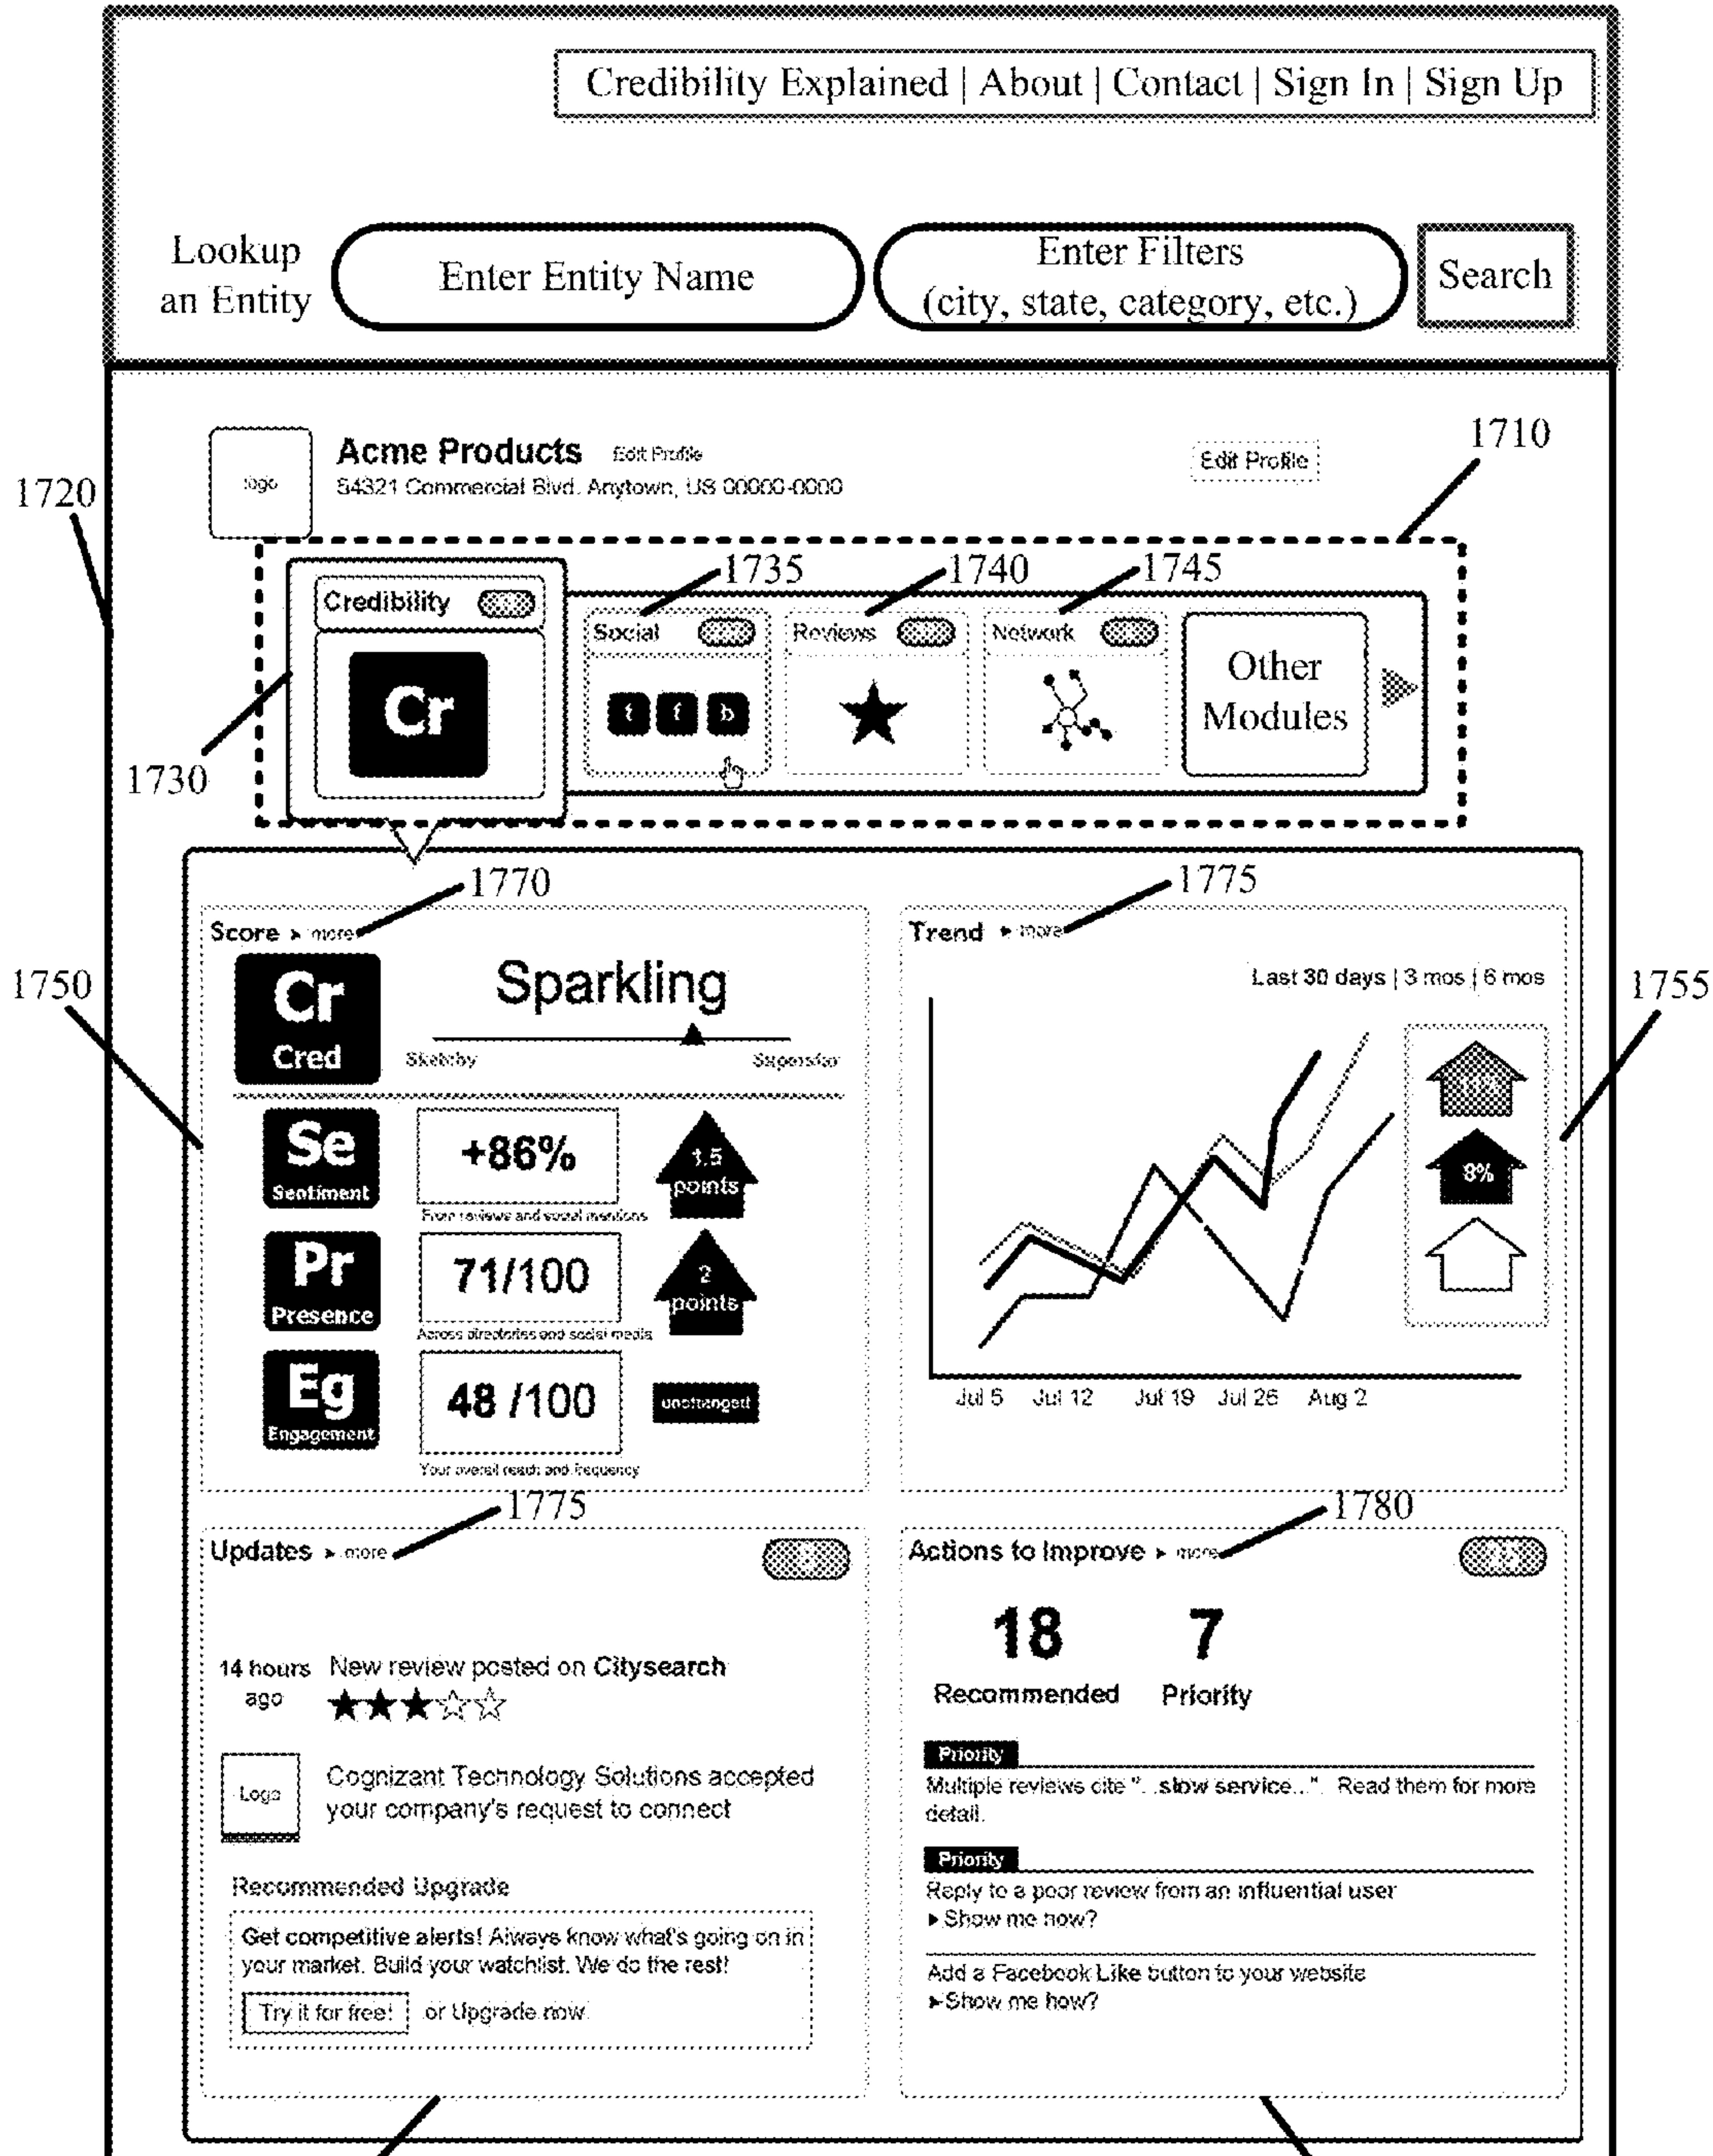 Credibility Explained | About | Contact | Sign In | Sign Up
Lookup
an Entity
Enter Entity Name
Enter Filters
(city, state, category, etc.)
Search
1710
1720
logo
Acme Products Edit Profile
Edit Profile
54321 Commercial Blvd. Anytown, US 00000-0000
1735
1740
1745
Credibility
Social
Reviews
Network
Other
Modules
Cr
t f b
1730
1770
1775
Score ▸ more
Trend ▸ more
1750
1755
Cr
Cred
Sparkling
Sketchy
Superstar
Last 30 days | 3 mos | 6 mos
Se
Sentiment
+86%
1.5
points
From reviews and social mentions
8%
Pr
Presence
71/100
2
points
Across directories and social media
Eg
Engagement
48 /100
unchanged
Your overall reach and frequency
Jul 5 Jul 12 Jul 19 Jul 26 Aug 2
1775
1780
Updates ▸ more
Actions to Improve ▸ more
18
Recommended
7
Priority
14 hours
ago
New review posted on Citysearch
Logo
Cognizant Technology Solutions accepted
your company's request to connect
Priority
Multiple reviews cite "...slow service...". Read them for more
detail.
Priority
Reply to a poor review from an influential user
▸Show me how?
Add a Facebook Like button to your website
▸Show me how?
Recommended Upgrade
Get competitive alerts! Always know what's going on in
your market. Build your watchlist. We do the rest!
Try it for free! or Upgrade now